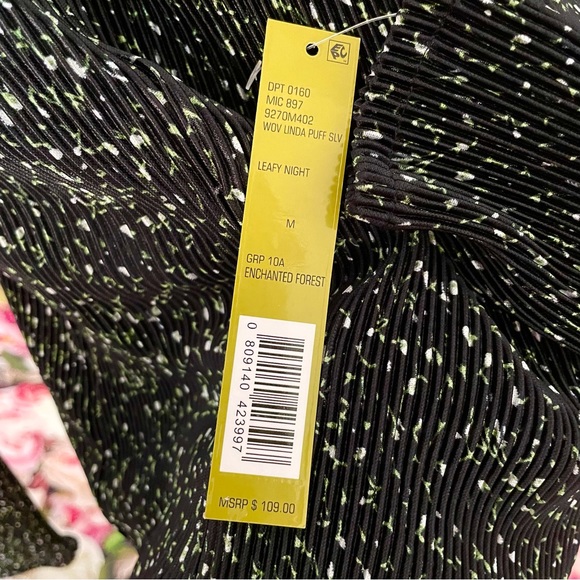 DPT 0160
MIC 897
9270M402
WOV LINDA PUFF SLV
LEAFY NIGHT
M
GRP 10A
ENCHANTED FOREST
0 809140 423997
MSRP $ 109.00